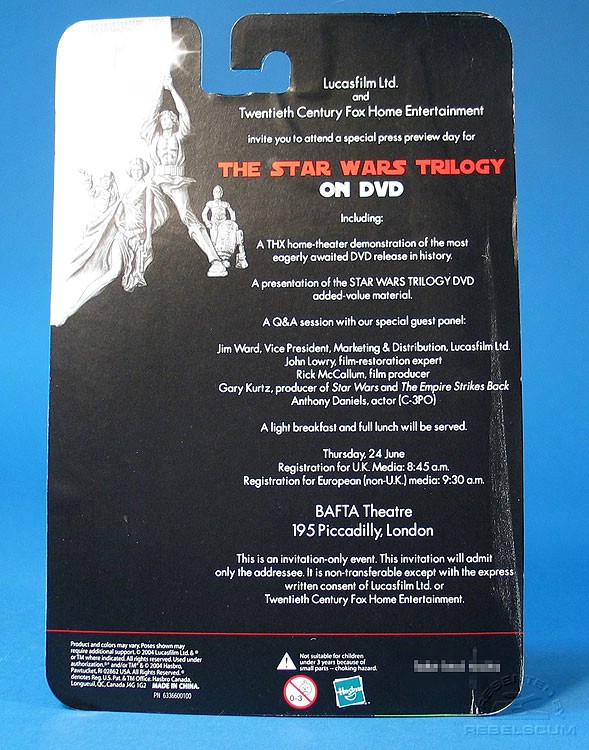 Lucasfilm Ltd.
and
Twentieth Century Fox Home Entertainment
invite you to attend a special press preview day for
THE STAR WARS TRILOGY
ON DVD
Including:
A THX home-theater demonstration of the most
eagerly awaited DVD release in history.
A presentation of the STAR WARS TRILOGY DVD
added-value material.
A Q&A session with our special guest panel:
Jim Ward, Vice President, Marketing & Distribution, Lucasfilm Ltd.
John Lowry, film-restoration expert
Rick McCallum, film producer
Gary Kurtz, producer of Star Wars and The Empire Strikes Back
Anthony Daniels, actor (C-3PO)
A light breakfast and full lunch will be served.
Thursday, 24 June
Registration for U.K. Media: 8:45 a.m.
Registration for European (non-U.K.) media: 9:30 a.m.
BAFTA Theatre
195 Piccadilly, London
This is an invitation-only event. This invitation will admit
only the addressee. It is non-transferable except with the express
written consent of Lucasfilm Ltd. or
Twentieth Century Fox Home Entertainment.
Product and colors may vary. Poses shown may
require additional support. © 2004 Lucasfilm Ltd. & ®
or TM where indicated. All rights reserved. Used under
authorization.®* and/or TM* & © 2004 Hasbro,
Pawtucket, RI 02862 USA. All Rights Reserved. *
denotes Reg. U.S. Pat. & TM Office. Hasbro Canada,
Longueuil, QC, Canada J4G 1G2 MADE IN CHINA.
PN 6336600100
Not suitable for children
under 3 years because of
small parts -- choking hazard.
0-3
Hasbro
REBELSCUM